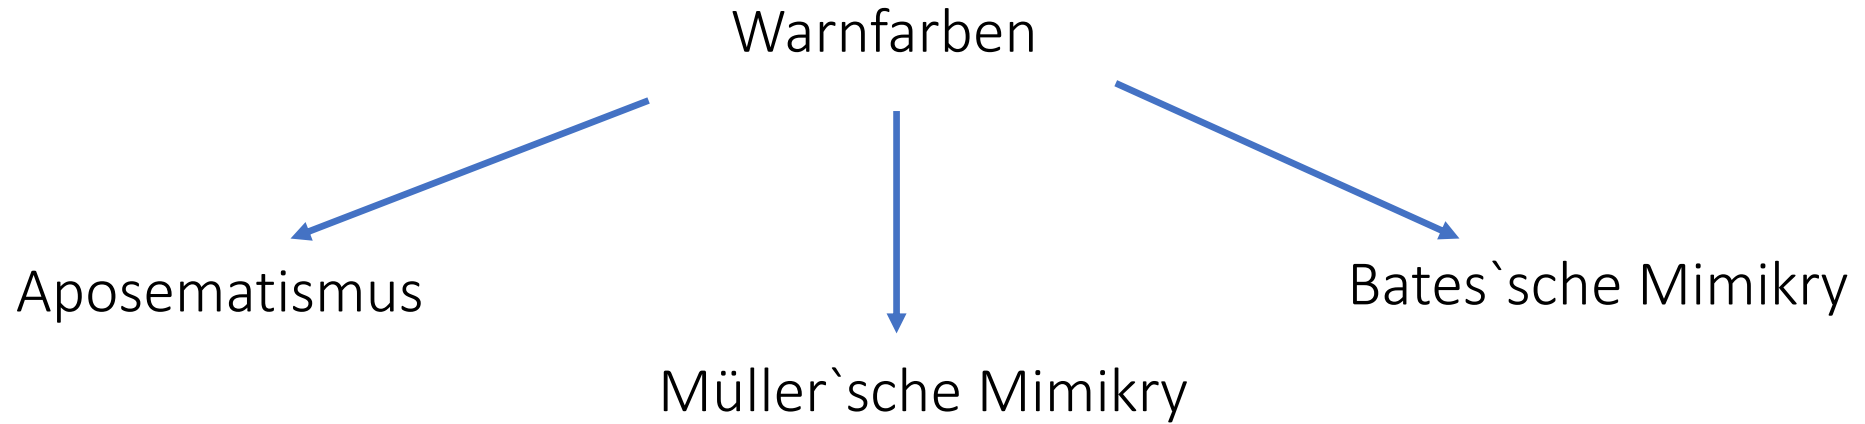 Warnfarben
Aposematismus
Müller`sche Mimikry
Bates`sche Mimikry